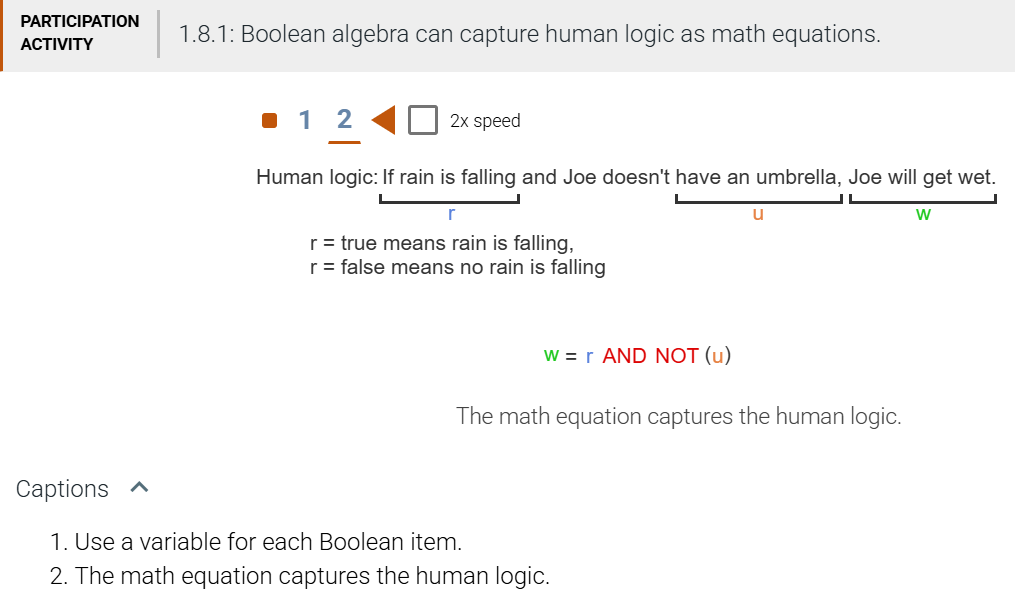 PARTICIPATION
ACTIVITY
1.8.1: Boolean algebra can capture human logic as math equations.
1 2 2x speed
Human logic: If rain is falling and Joe doesn't have an umbrella, Joe will get wet.
r u w
r = true means rain is falling,
r = false means no rain is falling
w = r AND NOT (u)
The math equation captures the human logic.
Captions
1. Use a variable for each Boolean item.
2. The math equation captures the human logic.